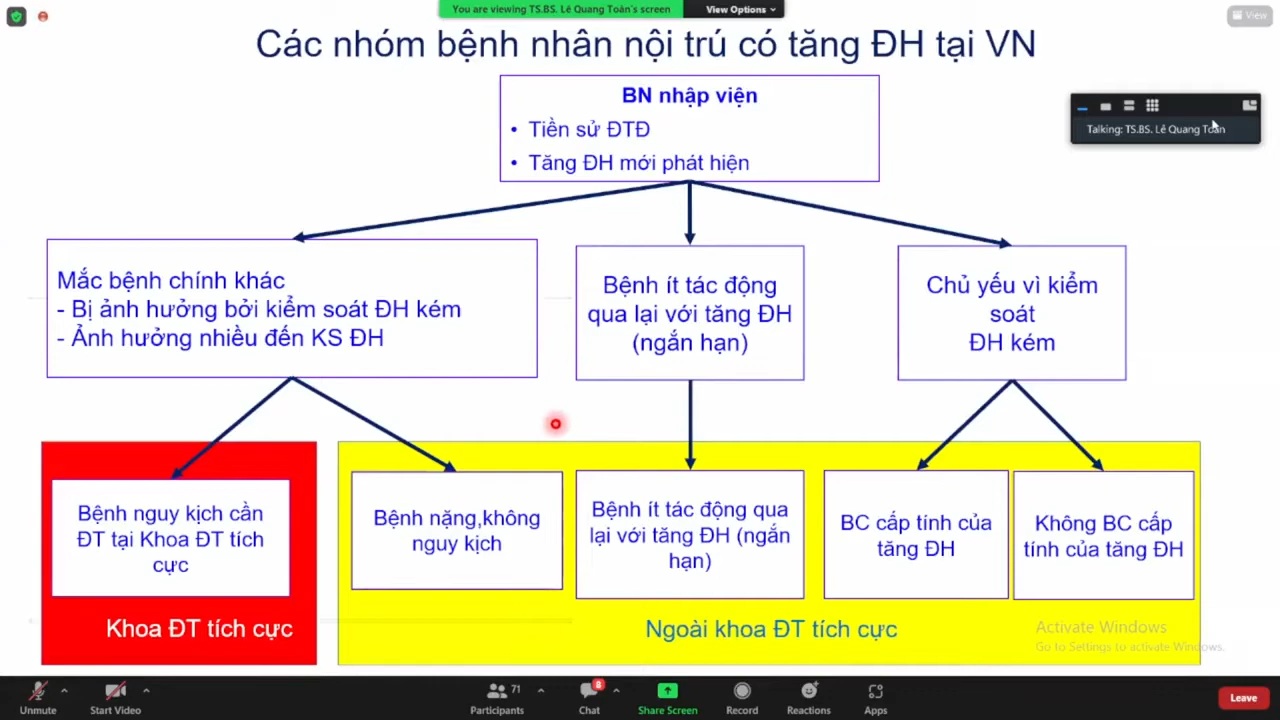 You are viewing TS.BS. Lê Quang Toàn's screen
View Options
View
Các nhóm bệnh nhân nội trú có tăng ĐH tại VN
BN nhập viện
• Tiền sử ĐTĐ
• Tăng ĐH mới phát hiện
Talking: TS.BS. Lê Quang Toàn
Mắc bệnh chính khác
- Bị ảnh hưởng bởi kiểm soát ĐH kém
- Ảnh hưởng nhiều đến KS ĐH
Bệnh ít tác động
qua lại với tăng ĐH
(ngắn hạn)
Chủ yếu vì kiểm
soát
ĐH kém
Bệnh nguy kịch cần
ĐT tại Khoa ĐT tích
cực
Bệnh nặng,không
nguy kịch
Bệnh ít tác động qua
lại với tăng ĐH (ngắn
hạn)
BC cấp tính của
tăng ĐH
Không BC cấp
tính của tăng ĐH
Khoa ĐT tích cực
Ngoài khoa ĐT tích cực
Activate Windows
Go to Settings to activate Windows.
Unmute
Start Video
71
Participants
8
Chat
Share Screen
Record
Reactions
Apps
Leave